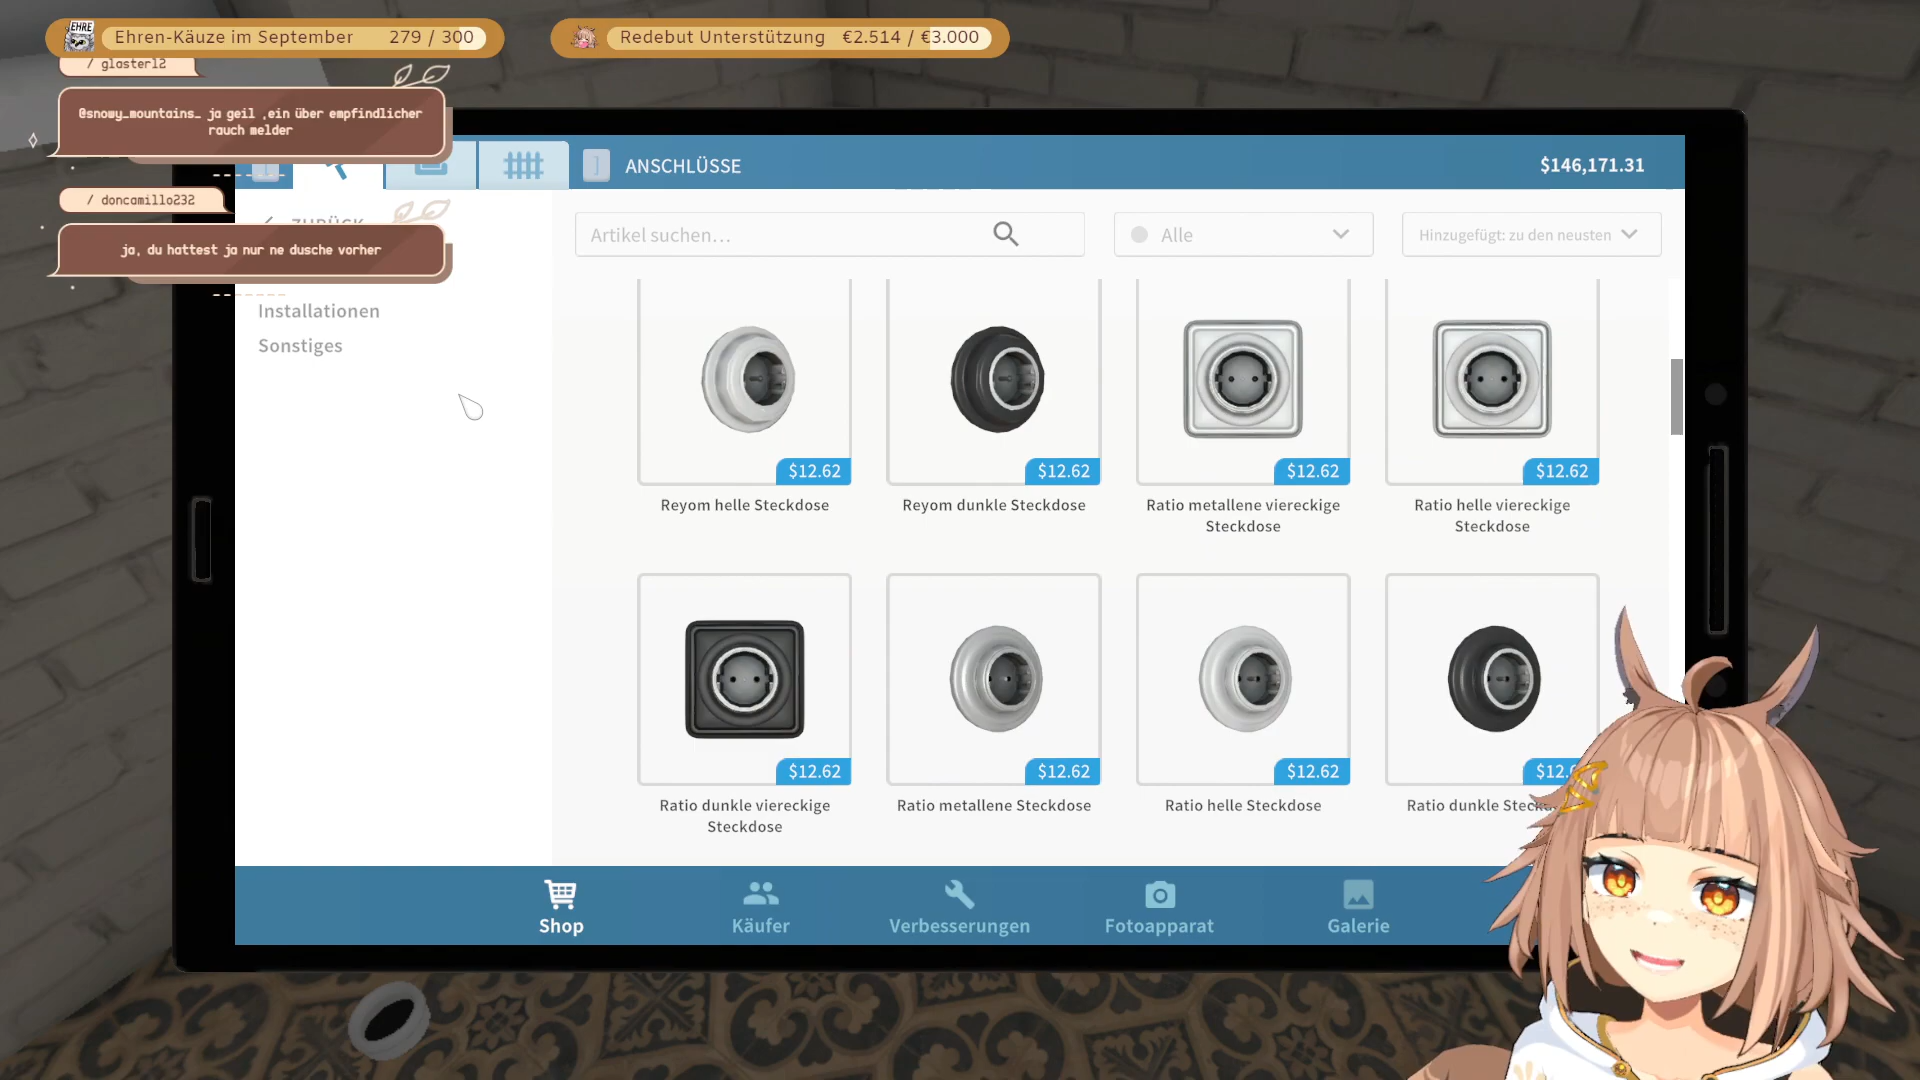 EHRE
Ehren-Käuze im September 279 / 300
Redebut Unterstützung €2.514 / €3.000
/ glaster12
@snowy_mountains_ ja geil ,ein über empfindlicher
rauch melder
/ doncamillo232
ja, du hattest ja nur ne dusche vorher
] ANSCHLÜSSE
$146,171.31
ZURÜCK
Installationen
Sonstiges
Artikel suchen...
Alle
Hinzugefügt: zu den neusten
$12.62
$12.62
$12.62
$12.62
Reyom helle Steckdose
Reyom dunkle Steckdose
Ratio metallene viereckige
Steckdose
Ratio helle viereckige
Steckdose
$12.62
$12.62
$12.62
Ratio dunkle viereckige
Steckdose
Ratio metallene Steckdose
Ratio helle Steckdose
Ratio dunkle
Shop
Käufer
Verbesserungen
Fotoapparat
Galerie